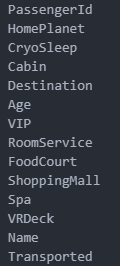 PassengerId
HomePlanet
CryoSleep
Cabin
Destination
Age
VIP
RoomService
FoodCourt
ShoppingMall
Spa
VRDeck
Name
Transported